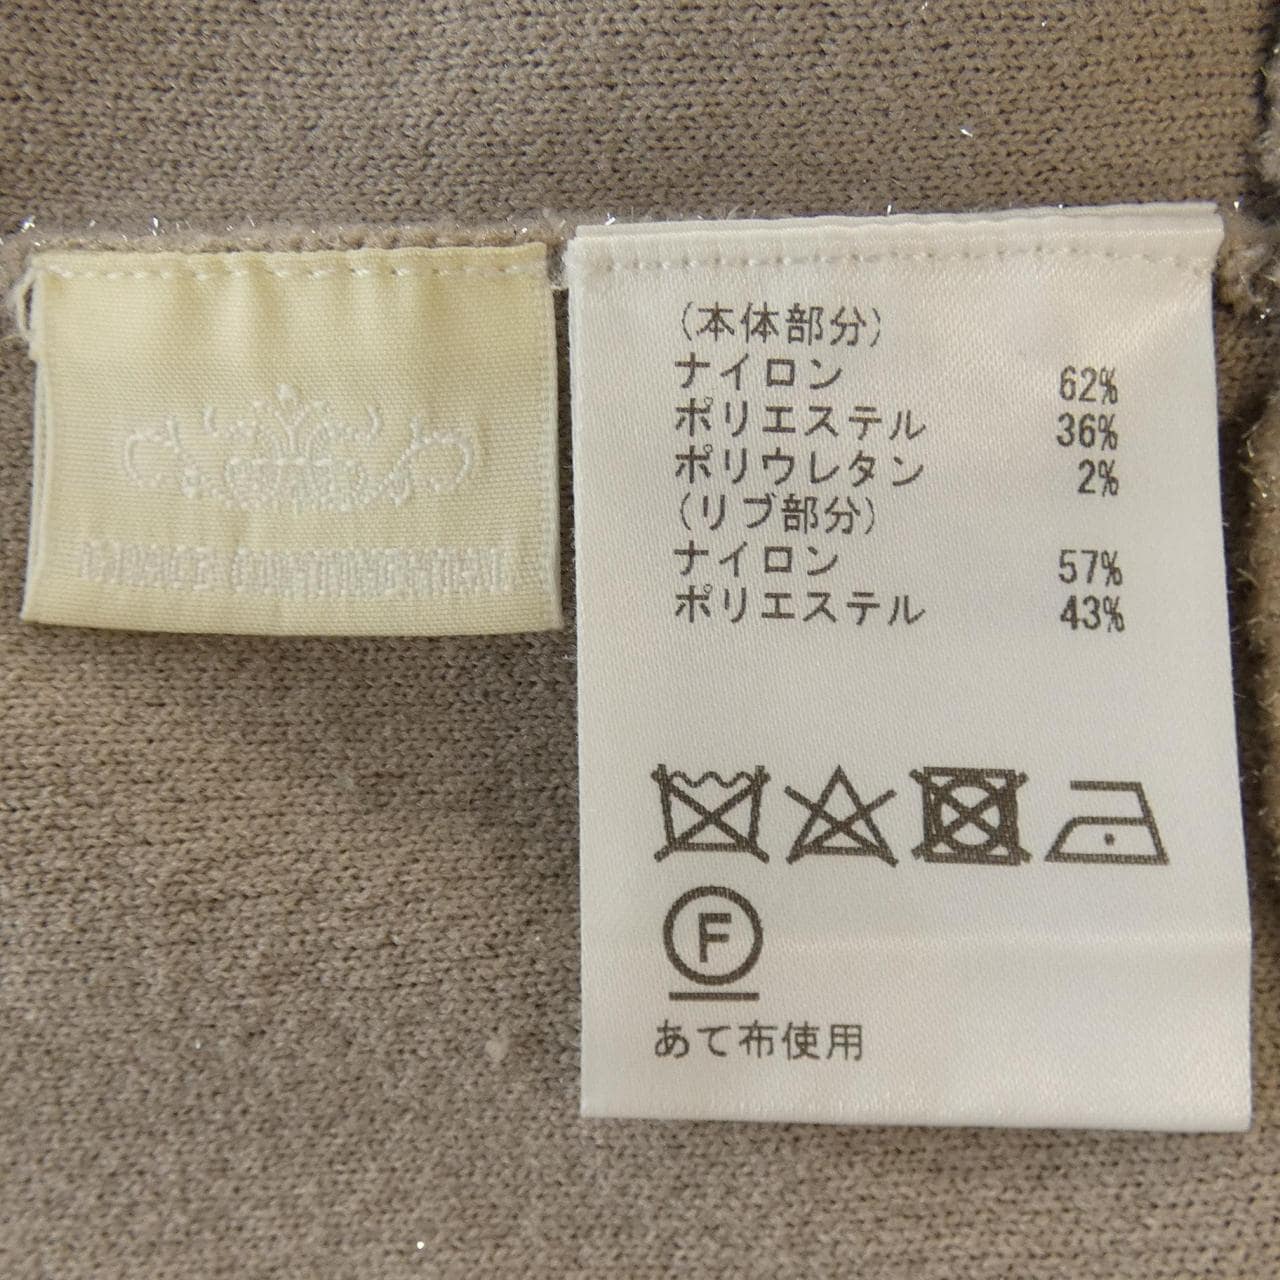 (本体部分)
ナイロン 62%
ポリエステル 36%
ポリウレタン 2%
(リブ部分)
ナイロン 57%
ポリエステル 43%
F
あて布使用